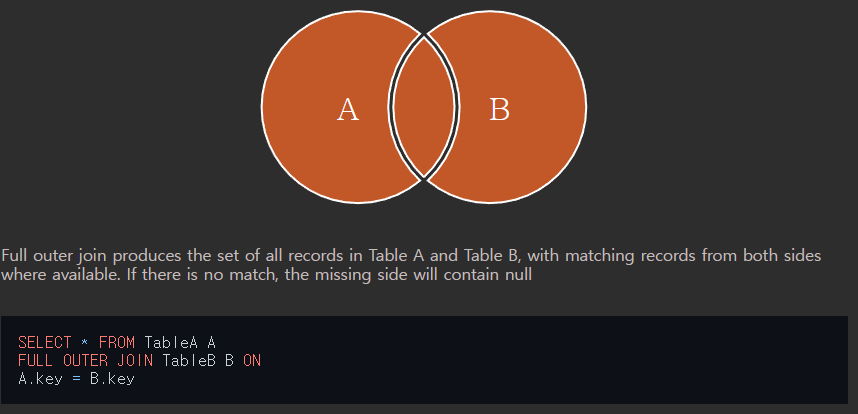 A B
Full outer join produces the set of all records in Table A and Table B, with matching records from both sides
where available. If there is no match, the missing side will contain null
SELECT * FROM TableA A
FULL OUTER JOIN TableB B ON
A.key = B.key